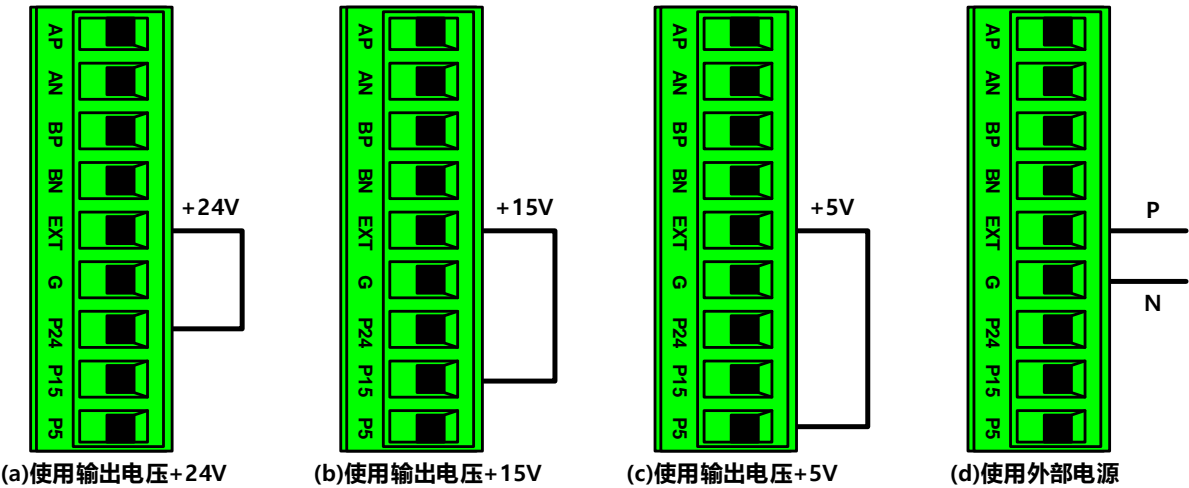 AP
AN
BP
BN
EXT
G
P24
P15
P5
+24V
(a)使用输出电压+24V
AP
AN
BP
BN
EXT
G
P24
P15
P5
+15V
(b)使用输出电压+15V
AP
AN
BP
BN
EXT
G
P24
P15
P5
+5V
(c)使用输出电压+5V
AP
AN
BP
BN
EXT
G
P24
P15
P5
P
N
(d)使用外部电源